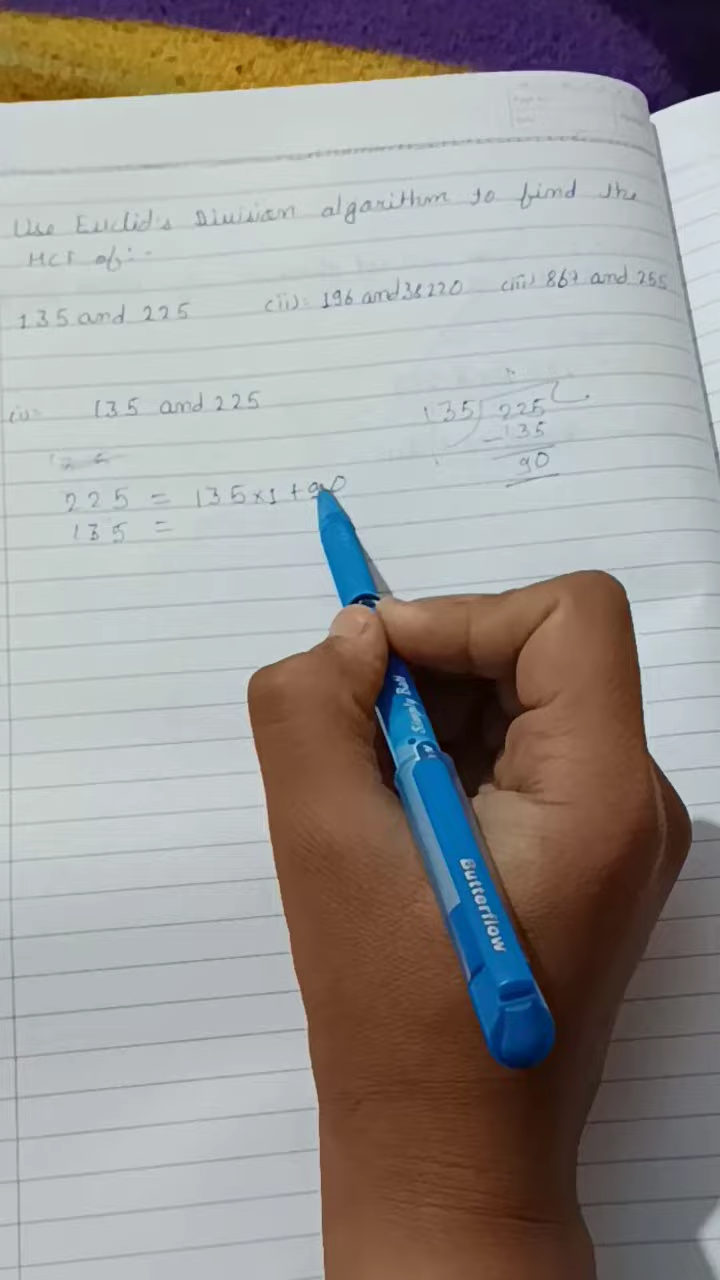 Use Euclid's Division algorithm to find the
HCF of:-
135 and 225 (ii): 196 and 38220 (iii) 867 and 255
(i): 135 and 225
135 225
-135
90
225 = 135×1+90
135 =
Simply Ball
Butterflow